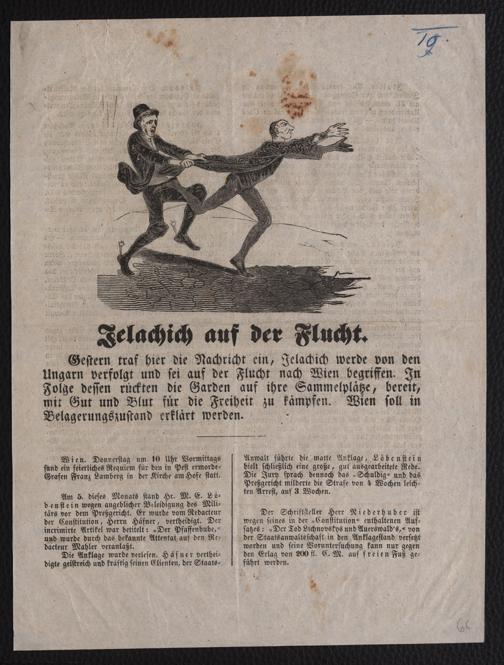 19.
Jelachich auf der Flucht.
Gestern traf hier die Nachricht ein, Jelachich werde von den
Ungarn verfolgt und sei auf der Flucht nach Wien begriffen. In
Folge dessen rückten die Garden auf ihre Sammelplätze, bereit,
mit Gut und Blut für die Freiheit zu kämpfen. Wien soll in
Belagerungszustand erklärt werden.
Wien. Donnerstag um 10 Uhr Vormittags
fand ein feierliches Requiem für den in Pest ermorde-
Grafen Franz Lamberg in der Kirche am Hofe statt.
Am 5. dieses Monats stand Hr. M. E. Lö-
benstein wegen angeblicher Beleidigung des Mili-
tärs vor dem Preßgericht. Er wurde vom Redacteur
der Constitution, Herrn Häfner, vertheidigt. Der
incrimirte Artikel war betitelt: „Der Pfaffenbube,"
und wurde durch das bekannte Attentat auf den Re-
dacteur Mahler veranlaßt.
Die Anklage wurde verlesen. Häfner verthei-
digte geistreich und kräftig seinen Clienten, der Staats-
Anwalt führte die matte Anklage, Löbenstein
hielt schließlich eine große, gut ausgearbeitete Rede.
Die Jury sprach dennoch das „Schuldig" und das
Preßgericht milderte die Strafe von 4 Wochen leich-
ten Arrest, auf 3 Wochen.
Der Schriftsteller Herr Niederhuber ist
wegen seines in der „Constitution" enthaltenen Auf-
satzes: „Der Tod Lichnovskys und Auerswald's," von
der Staatsanwaltschaft in den Anklagestand versetzt
worden und seine Voruntersuchung kann nur gegen
den Erlag von 200 fl. C. M. auf freien Fuß ge-
führt werden.